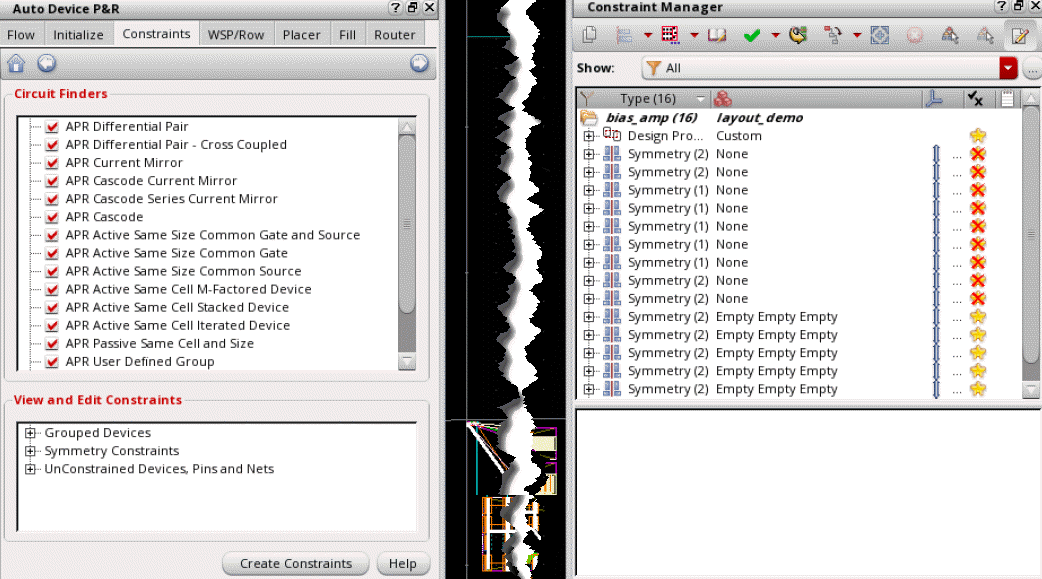 Auto Device P&R
Flow Initialize Constraints WSP/Row Placer Fill Router
Circuit Finders
APR Differential Pair
APR Differential Pair - Cross Coupled
APR Current Mirror
APR Cascode Current Mirror
APR Cascode Series Current Mirror
APR Cascode
APR Active Same Size Common Gate and Source
APR Active Same Size Common Gate
APR Active Same Size Common Source
APR Active Same Cell M-Factored Device
APR Active Same Cell Stacked Device
APR Active Same Cell Iterated Device
APR Passive Same Cell and Size
APR User Defined Group
View and Edit Constraints
Grouped Devices
Symmetry Constraints
UnConstrained Devices, Pins and Nets
Create Constraints Help
Constraint Manager
Show: All ...
Type (16)
bias_amp (16) layout_demo
Design Pro... Custom
Symmetry (2) None ...
Symmetry (2) None ...
Symmetry (1) None ...
Symmetry (1) None ...
Symmetry (1) None ...
Symmetry (1) None ...
Symmetry (1) None ...
Symmetry (2) None ...
Symmetry (2) None ...
Symmetry (2) Empty Empty Empty ...
Symmetry (2) Empty Empty Empty ...
Symmetry (2) Empty Empty Empty ...
Symmetry (2) Empty Empty Empty ...
Symmetry (2) Empty Empty Empty ...